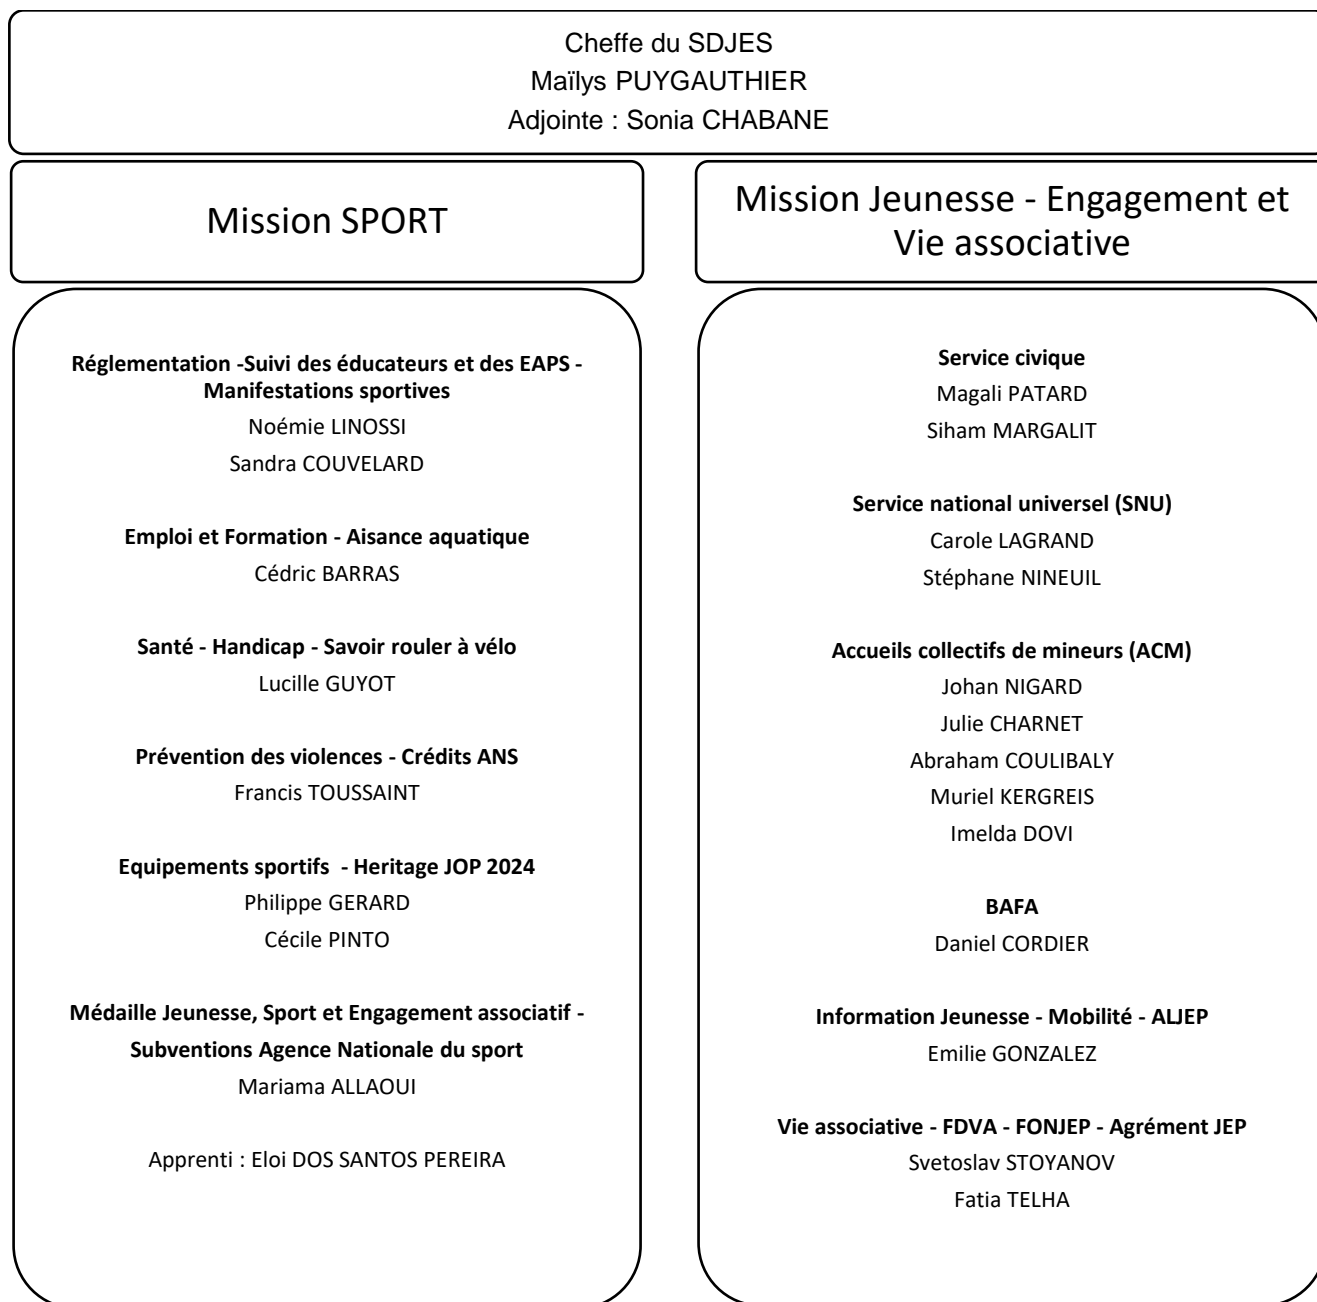 Cheffe du SDJES
Maïlys PUYGAUTHIER
Adjointe : Sonia CHABANE
Mission SPORT
Réglementation -Suivi des éducateurs et des EAPS -
Manifestations sportives
Noémie LINOSSI
Sandra COUVELARD
Emploi et Formation - Aisance aquatique
Cédric BARRAS
Santé - Handicap - Savoir rouler à vélo
Lucille GUYOT
Prévention des violences - Crédits ANS
Francis TOUSSAINT
Equipements sportifs - Heritage JOP 2024
Philippe GERARD
Cécile PINTO
Médaille Jeunesse, Sport et Engagement associatif -
Subventions Agence Nationale du sport
Mariama ALLAOUI
Apprenti : Eloi DOS SANTOS PEREIRA
Mission Jeunesse - Engagement et
Vie associative
Service civique
Magali PATARD
Siham MARGALIT
Service national universel (SNU)
Carole LAGRAND
Stéphane NINEUIL
Accueils collectifs de mineurs (ACM)
Johan NIGARD
Julie CHARNET
Abraham COULIBALY
Muriel KERGREIS
Imelda DOVI
BAFA
Daniel CORDIER
Information Jeunesse - Mobilité - ALJEP
Emilie GONZALEZ
Vie associative - FDVA - FONJEP - Agrément JEP
Svetoslav STOYANOV
Fatia TELHA